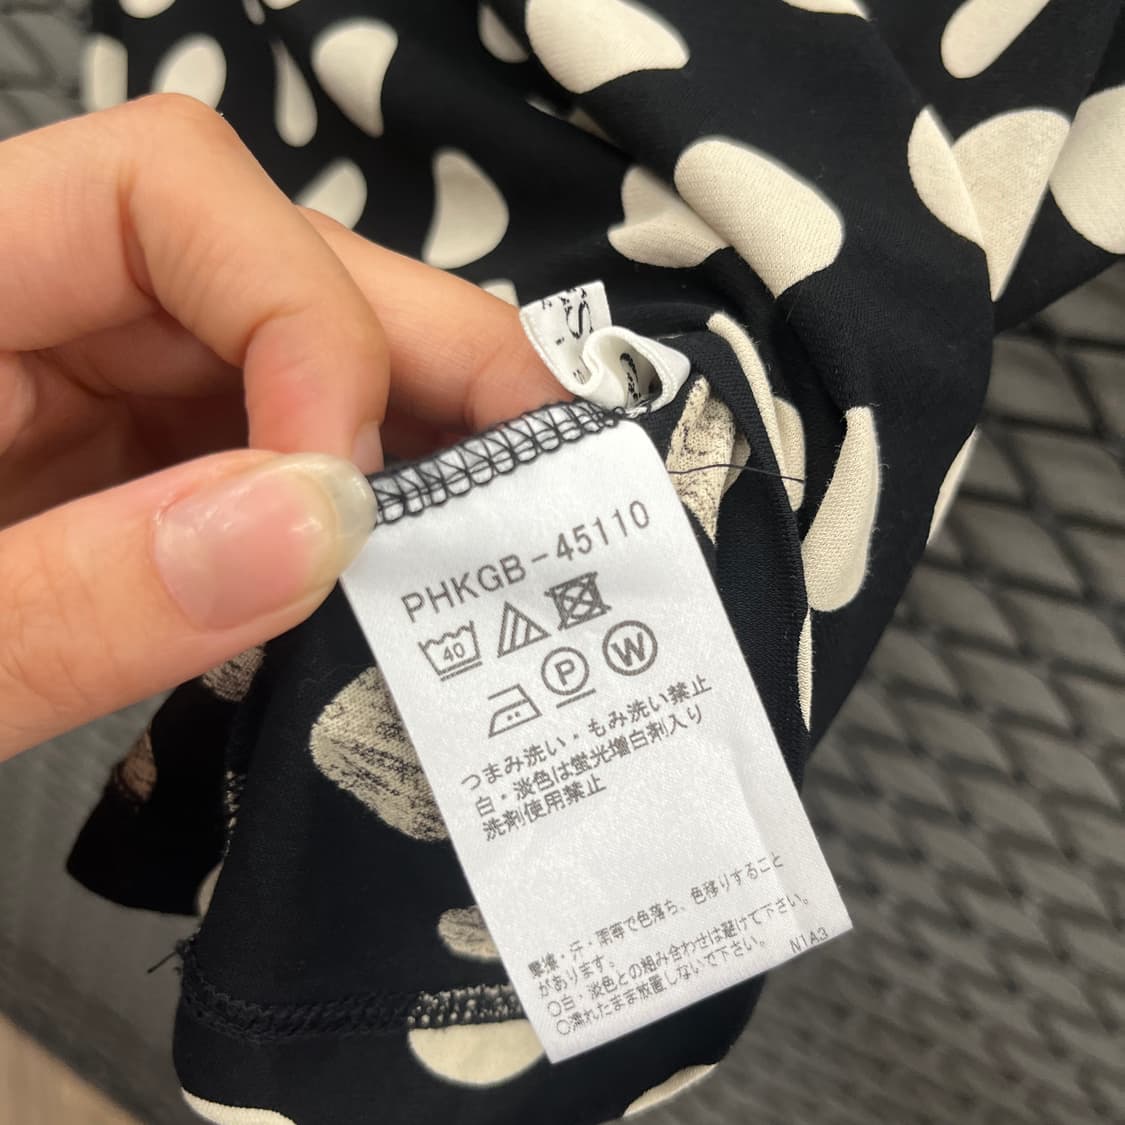 PHKGB-45110
40
P W
つまみ洗い・もみ洗い禁止
白・淡色は蛍光増白剤入り
洗剤使用禁止
摩擦・汗・雨等で色落ち、色移りすること
があります。
○白・淡色との組み合わせは避けて下さい。
○濡れたまま放置しないで下さい。
N1A3